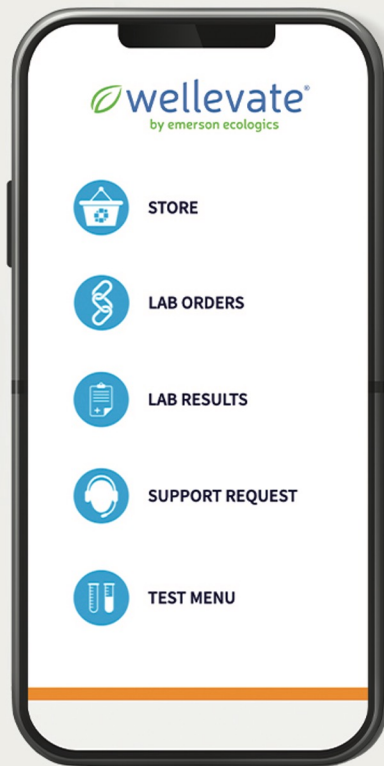 wellevate®
by emerson ecologics
STORE
LAB ORDERS
LAB RESULTS
SUPPORT REQUEST
TEST MENU